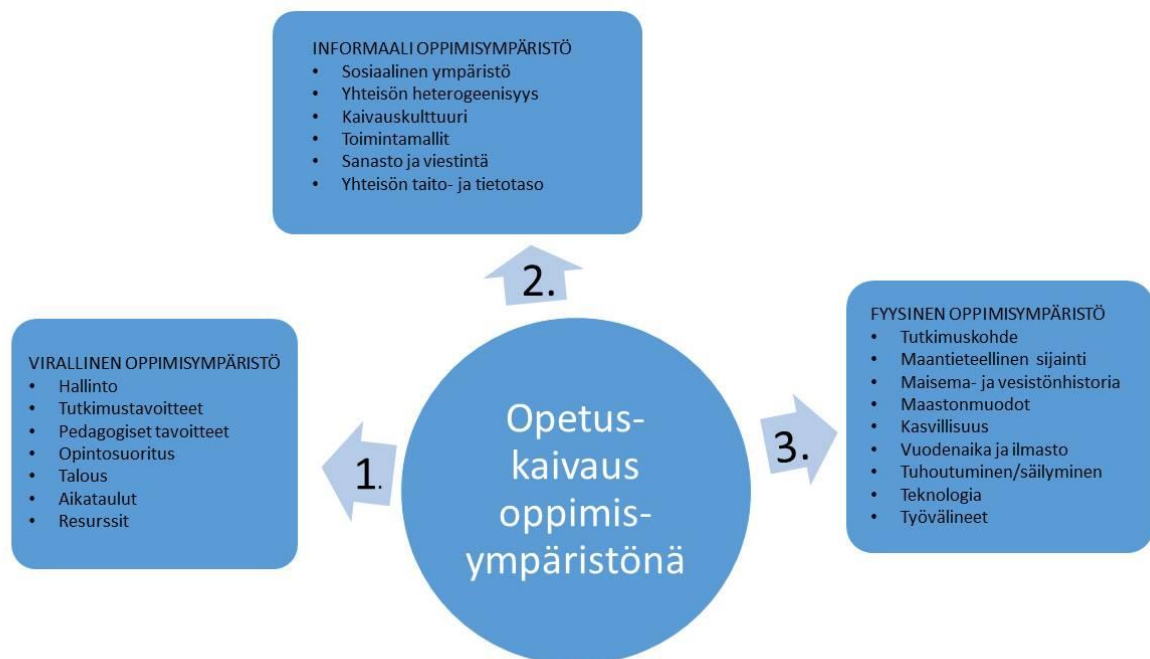 INFORMAALI OPPIMISYMPÄRISTÖ
• Sosiaalinen ympäristö
• Yhteisön heterogeenisyys
• Kaivauskulttuuri
• Toimintamallit
• Sanasto ja viestintä
• Yhteisön taito- ja tietotaso
2.
VIRALLINEN OPPIMISYMPÄRISTÖ
• Hallinto
• Tutkimustavoitteet
• Pedagogiset tavoitteet
• Opintosuoritus
• Talous
• Aikataulut
• Resurssit
1.
Opetus-
kaivaus
oppimis-
ympäristönä
3.
FYYSINEN OPPIMISYMPÄRISTÖ
• Tutkimuskohde
• Maantieteellinen sijainti
• Maisema- ja vesistönhistoria
• Maastonmuodot
• Kasvillisuus
• Vuodenaika ja ilmasto
• Tuhoutuminen/säilyminen
• Teknologia
• Työvälineet